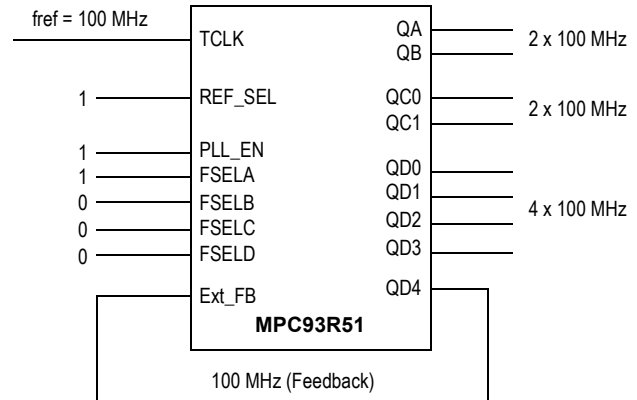 fref = 100 MHz
TCLK
QA
QB
2 x 100 MHz
1
REF_SEL
QC0
QC1
2 x 100 MHz
1
PLL_EN
1
FSELA
0
FSELB
0
FSELC
0
FSELD
QD0
QD1
QD2
QD3
4 x 100 MHz
Ext_FB
QD4
MPC93R51
100 MHz (Feedback)